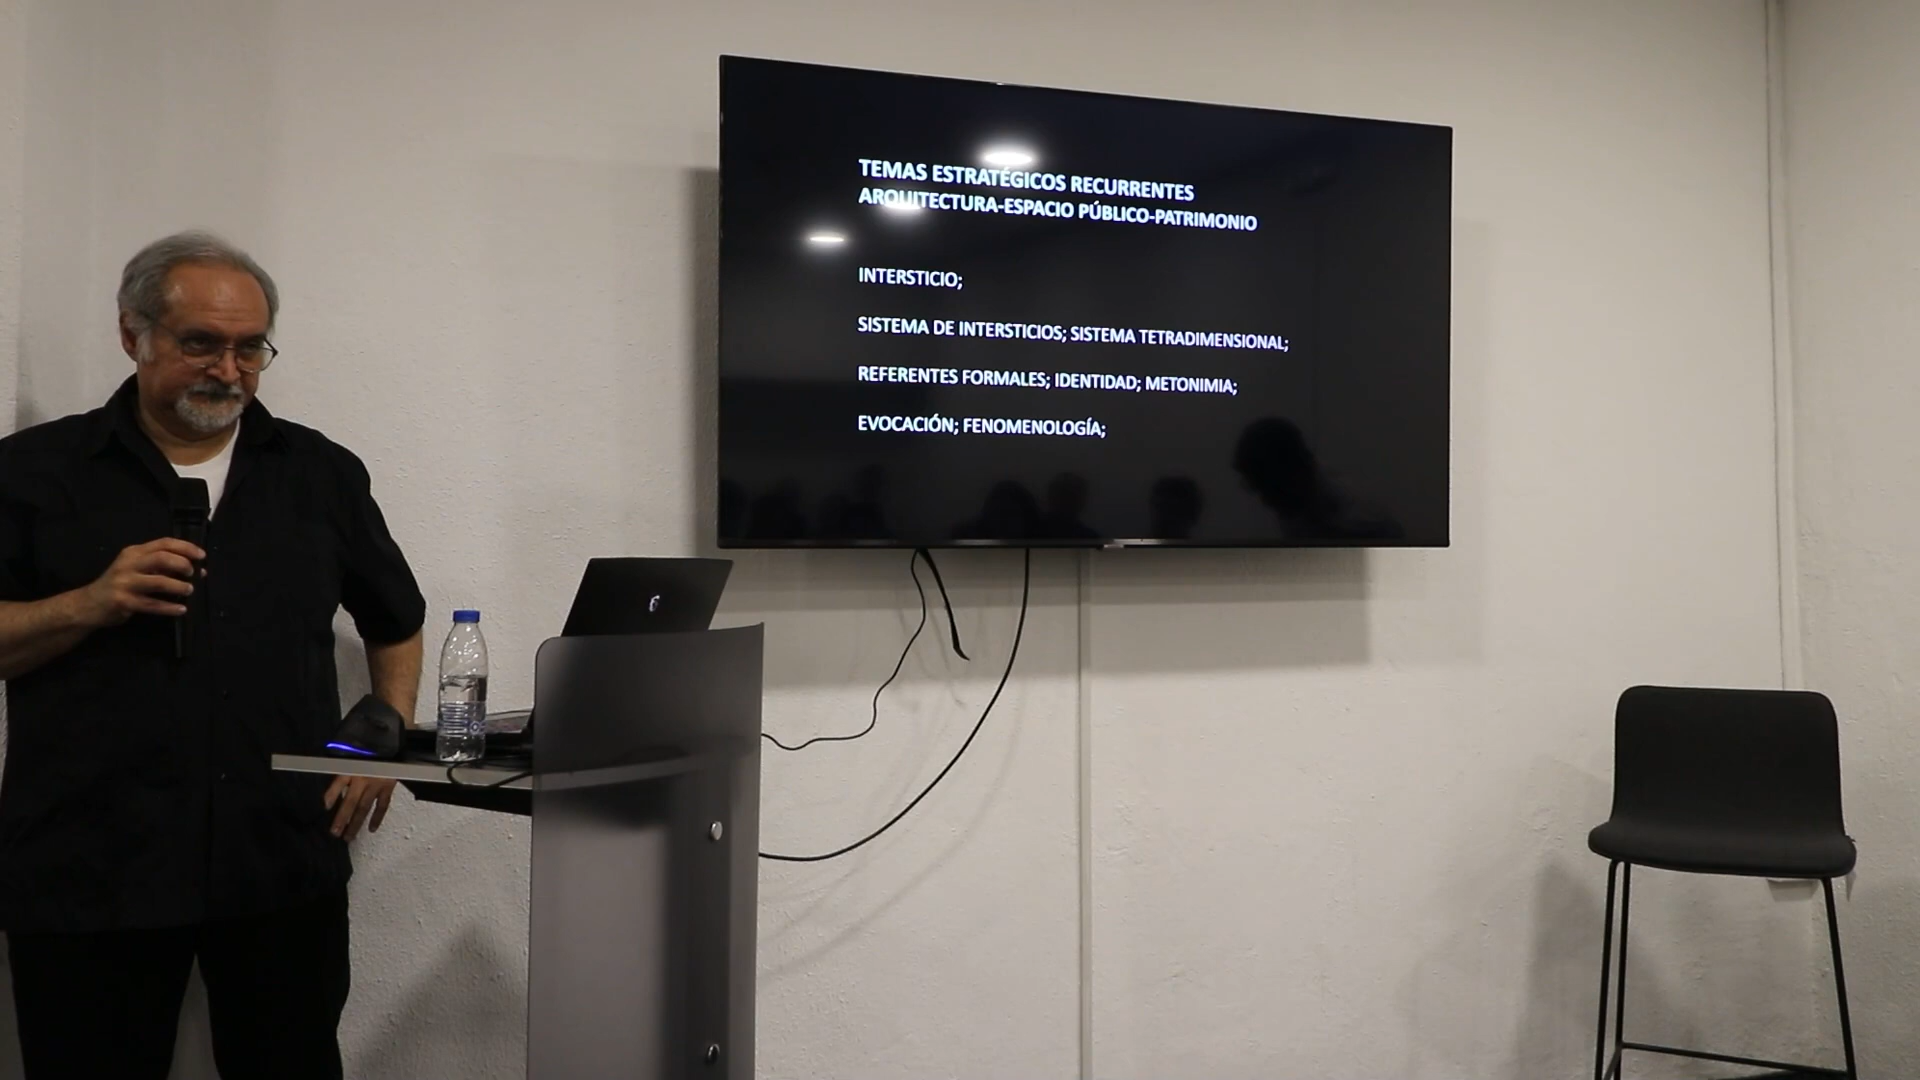 TEMAS ESTRATÉGICOS RECURRENTES
ARQUITECTURA-ESPACIO PÚBLICO-PATRIMONIO
INTERSTICIO;
SISTEMA DE INTERSTICIOS; SISTEMA TETRADIMENSIONAL;
REFERENTES FORMALES; IDENTIDAD; METONIMIA;
EVOCACIÓN; FENOMENOLOGÍA;